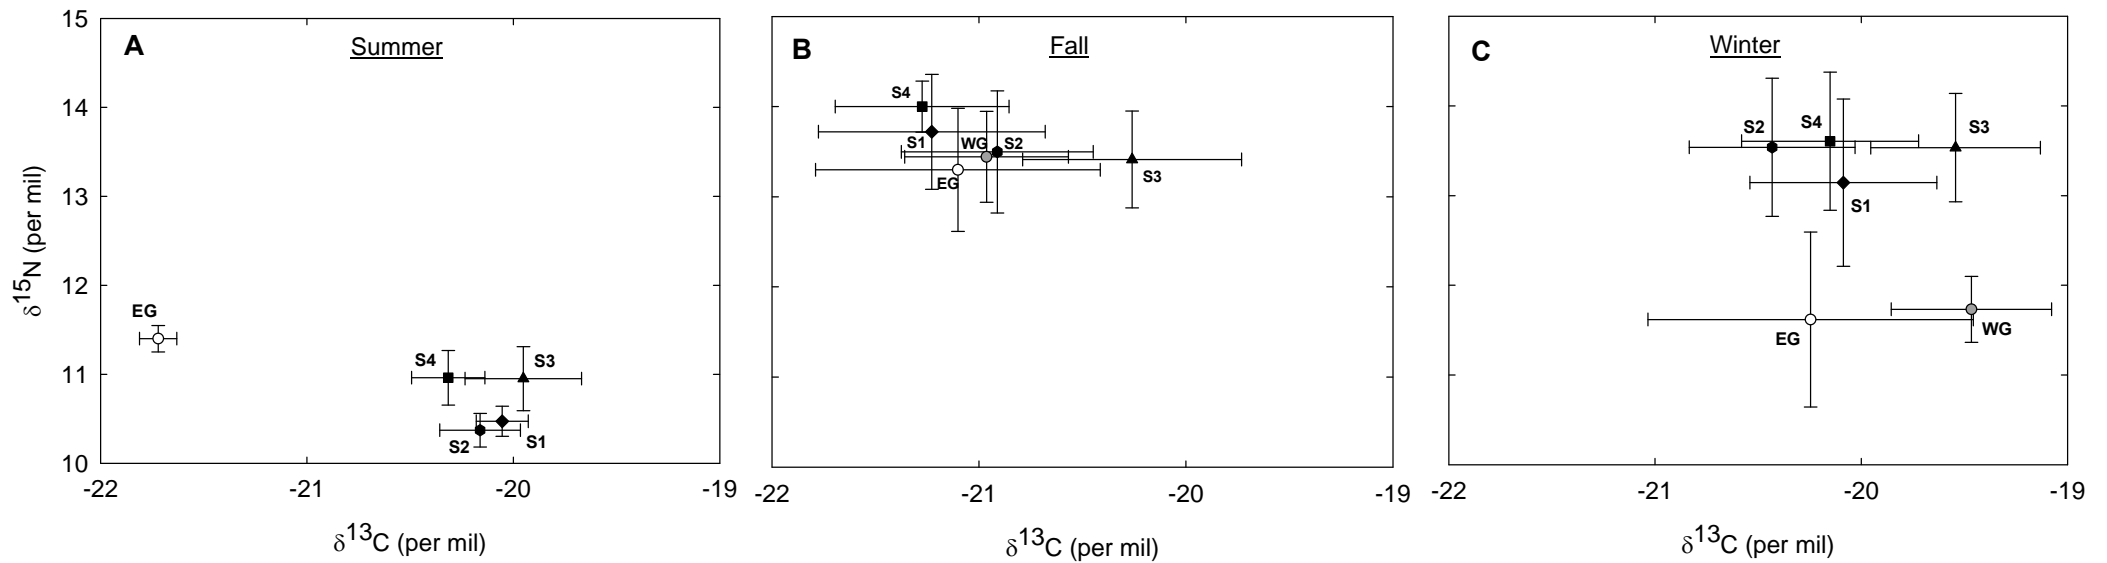 A
Summer
15
14
13
12
11
10
δ15N (per mil)
EG
S4
S3
S2
S1
-22
-21
-20
-19
δ13C (per mil)
B
Fall
S4
S1
WG
S2
EG
S3
-22
-21
-20
-19
δ13C (per mil)
C
Winter
S2
S4
S3
S1
EG
WG
-22
-21
-20
-19
δ13C (per mil)